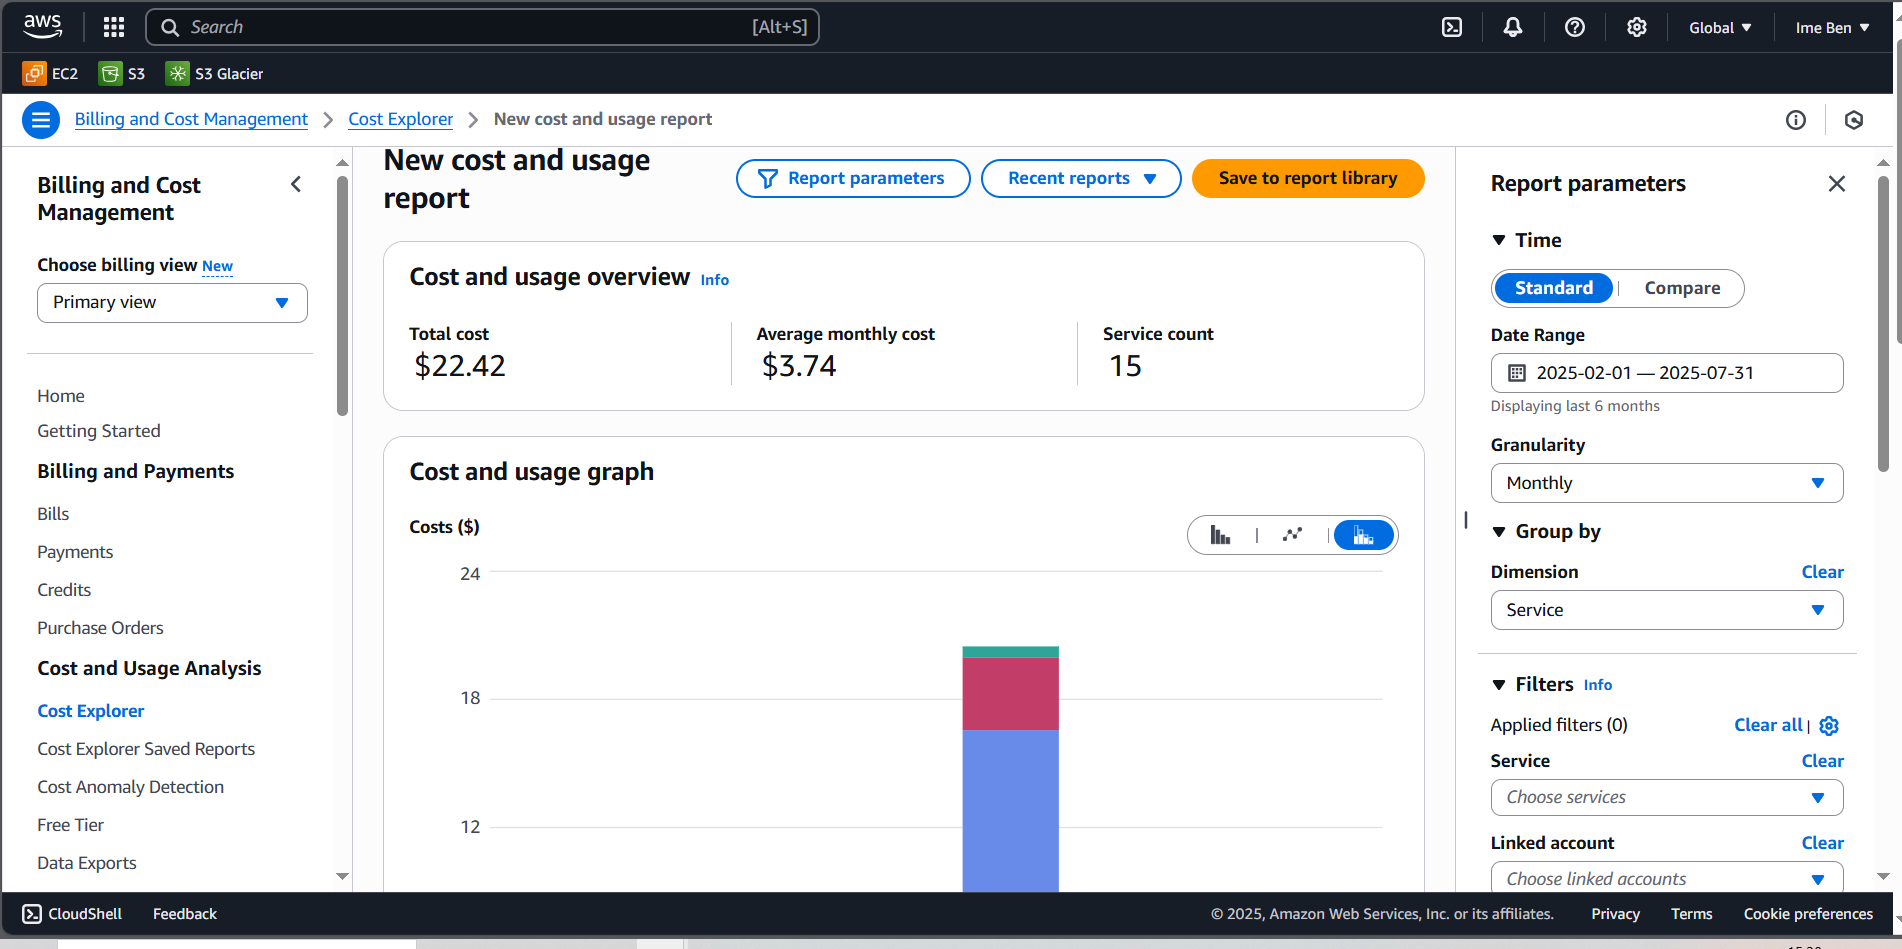 aws
Search [Alt+S]
Global
Ime Ben
EC2
S3
S3 Glacier
Billing and Cost Management
Cost Explorer
New cost and usage report
Billing and Cost
Management
Choose billing view New
Primary view
Home
Getting Started
Billing and Payments
Bills
Payments
Credits
Purchase Orders
Cost and Usage Analysis
Cost Explorer
Cost Explorer Saved Reports
Cost Anomaly Detection
Free Tier
Data Exports
New cost and usage
report
Report parameters
Recent reports
Save to report library
Cost and usage overview Info
Total cost
$22.42
Average monthly cost
$3.74
Service count
15
Cost and usage graph
Costs ($)
24
18
12
Report parameters
Time
Standard
Compare
Date Range
2025-02-01 — 2025-07-31
Displaying last 6 months
Granularity
Monthly
Group by
Dimension Clear
Service
Filters Info
Applied filters (0) Clear all
Service Clear
Choose services
Linked account Clear
Choose linked accounts
CloudShell
Feedback
© 2025, Amazon Web Services, Inc. or its affiliates.
Privacy
Terms
Cookie preferences